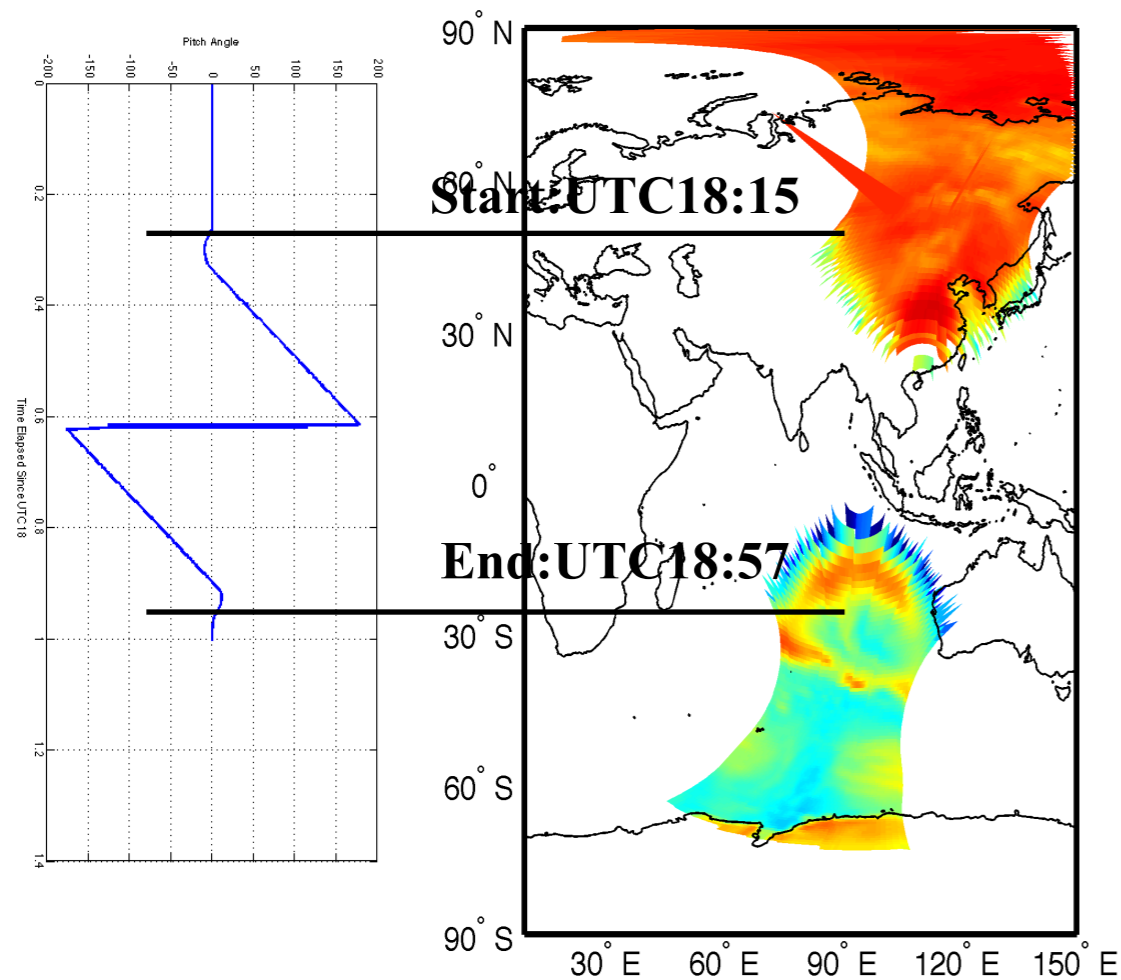 Pitch Angle
-200 -150 -100 -50 0 50 100 150 200
0
0.2
0.4
0.6
0.8
1
1.2
1.4
Time Elapsed Since UTC18
90° N
60° N
Start:UTC18:15
30° N
0°
End:UTC18:57
30° S
60° S
90° S
30° E 60° E 90° E 120° E 150° E